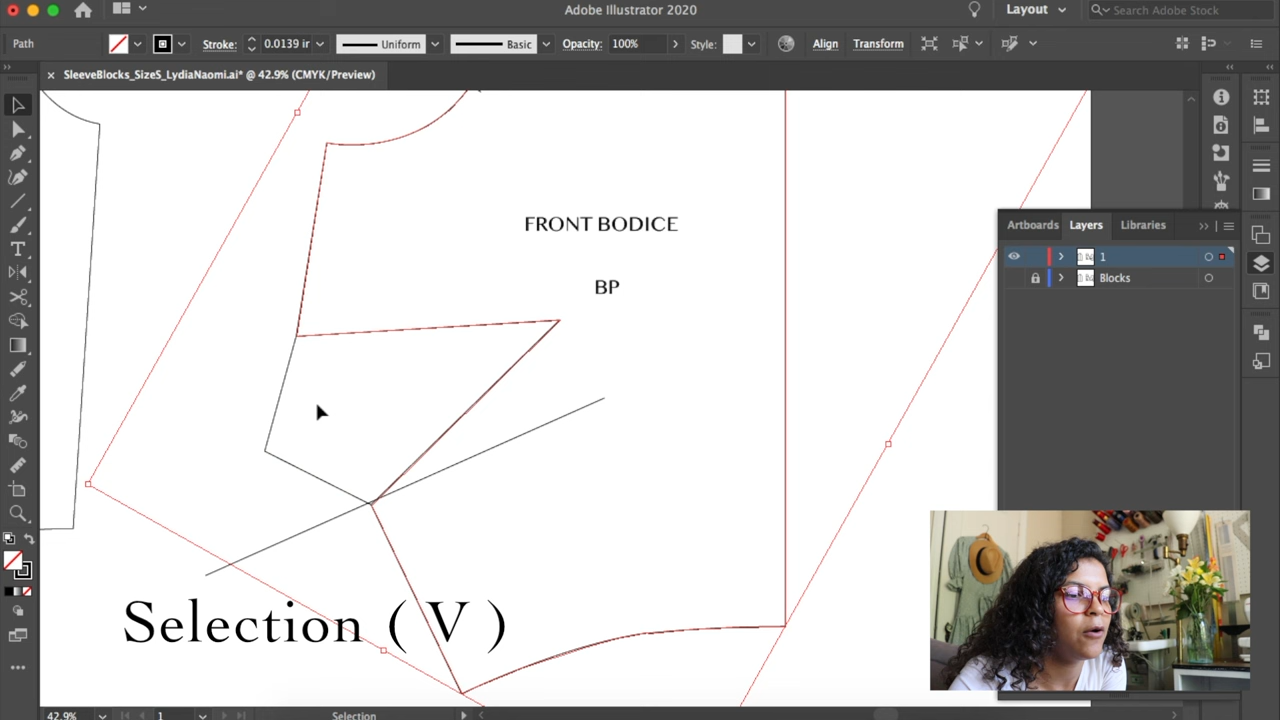 Adobe Illustrator 2020
Layout
Search Adobe Stock
Path
Stroke:
0.0139 in
Uniform
Basic
Opacity:
100%
Style:
Align
Transform
× SleeveBlocks_SizeS_LydiaNaomi.ai* @ 42.9% (CMYK/Preview)
FRONT BODICE
BP
Artboards
Layers
Libraries
1
Blocks
Selection ( V )
42.9%
1
Selection